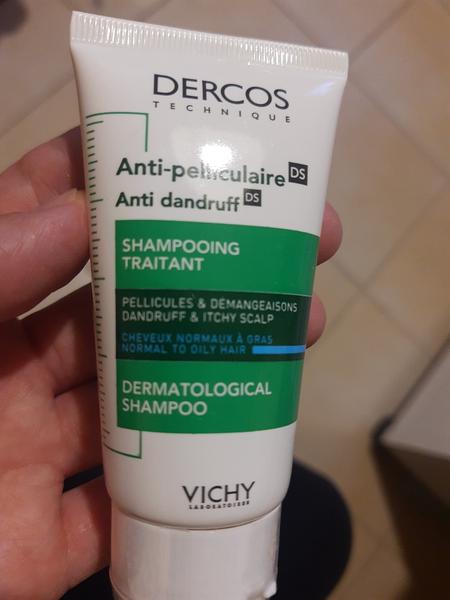 DERCOS
TECHNIQUE
Anti-pelliculaire DS
Anti dandruff DS
SHAMPOOING
TRAITANT
PELLICULES & DEMANGEAISONS
DANDRUFF & ITCHY SCALP
CHEVEUX NORMAUX À GRAS
NORMAL TO OILY HAIR
DERMATOLOGICAL
SHAMPOO
VICHY
LABORATOIRES